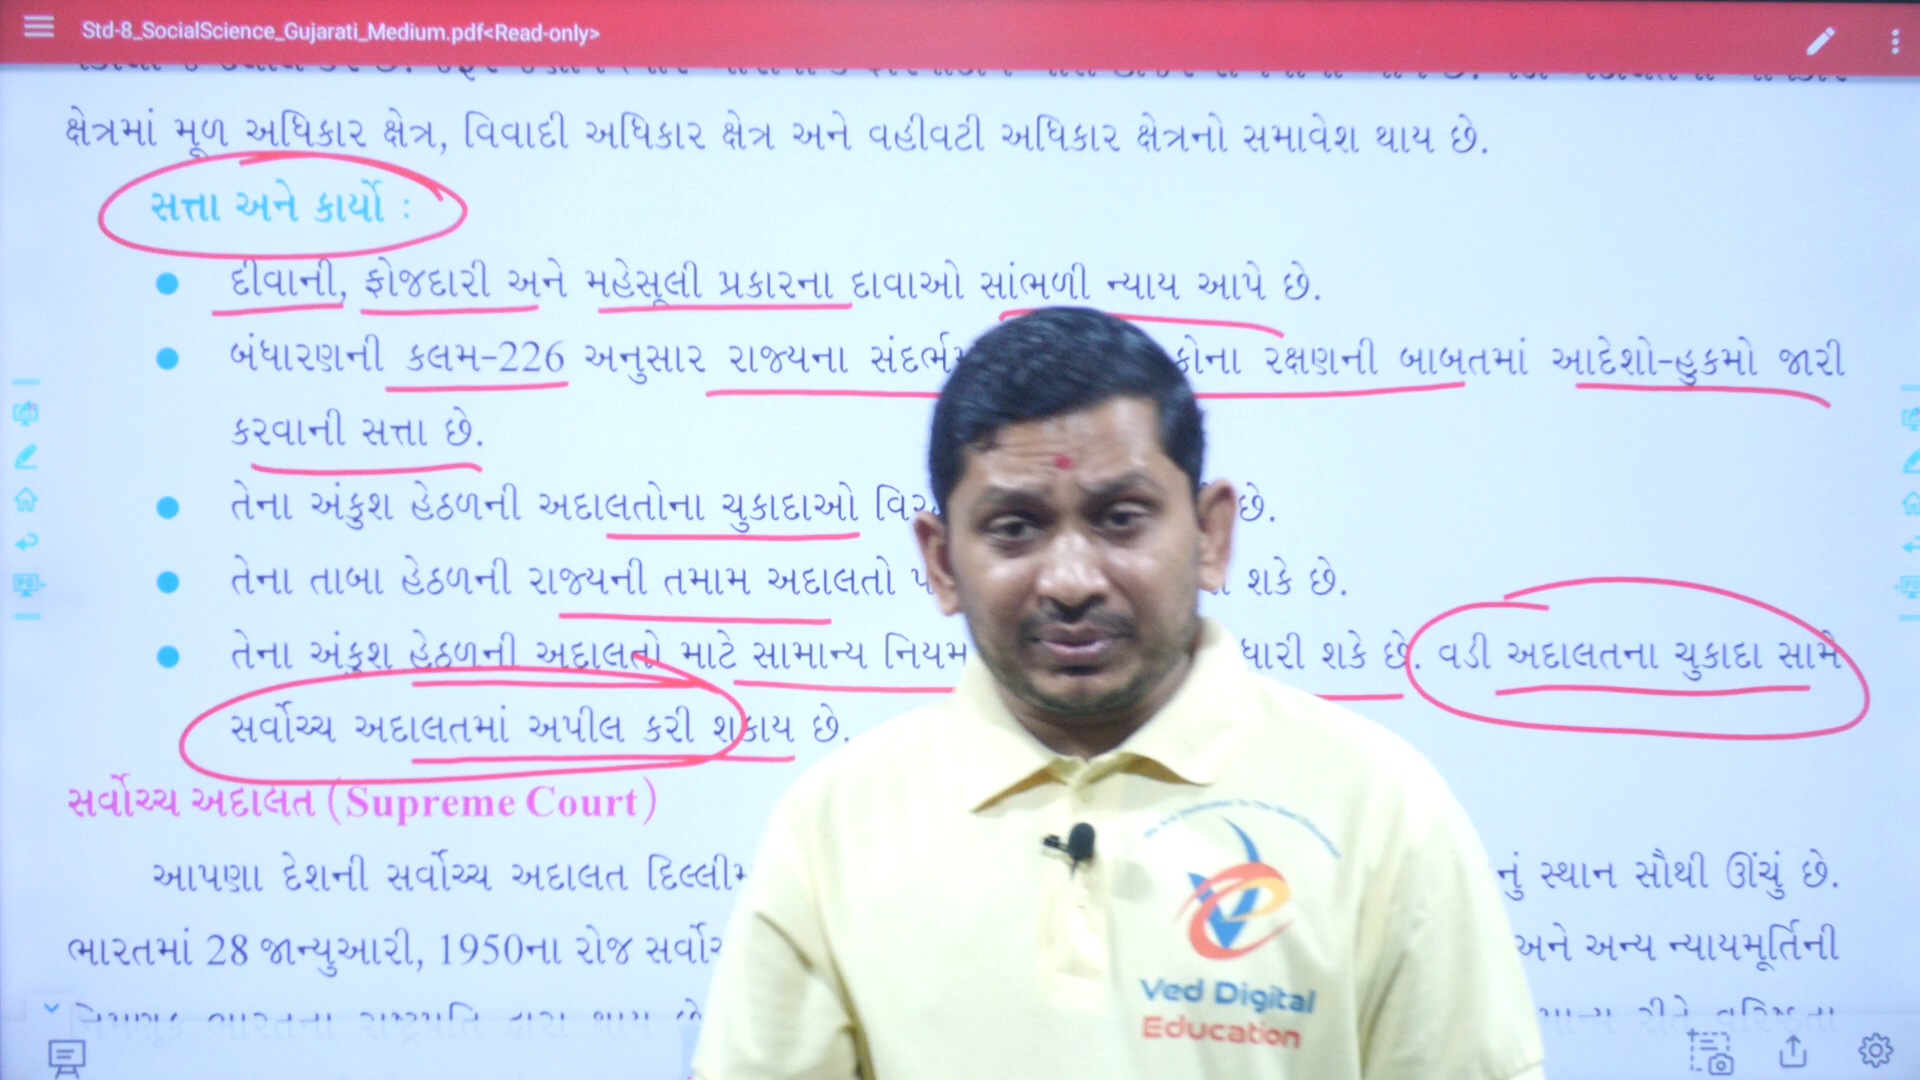 Std-8_SocialScience_Gujarati_Medium.pdf<Read-only>
ક્ષેત્રમાં મૂળ અધિકાર ક્ષેત્ર, વિવાદી અધિકાર ક્ષેત્ર અને વહીવટી અધિકાર ક્ષેત્રનો સમાવેશ થાય છે.
સત્તા અને કાર્યો :
● દીવાની, ફોજદારી અને મહેસૂલી પ્રકારના દાવાઓ સાંભળી ન્યાય આપે છે.
● બંધારણની કલમ-226 અનુસાર રાજ્યના રક્ષણની બાબતમાં આદેશો-હુકમો જારી
કરવાની સત્તા છે.
● તેના અંકુશ હેઠળની અદાલતોના ચુકાદાઓ છે.
● તેના તાબા હેઠળની રાજ્યની તમામ અદાલતો શકે છે.
● તેના અંકુશ હેઠળની અદાલતો માટે સામાન્ય શકે છે. વડી અદાલતના ચુકાદા સામે
સર્વોચ્ચ અદાલતમાં અપીલ કરી શકાય છે.
સર્વોચ્ચ અદાલત (Supreme Court)
આપણા દેશની સર્વોચ્ચ અદાલત સ્થાન સૌથી ઊંચું છે.
ભારતમાં 28 જાન્યુઆરી, 1950ના રોજ અને અન્ય ન્યાયમૂર્તિની
Ved Digital
Education